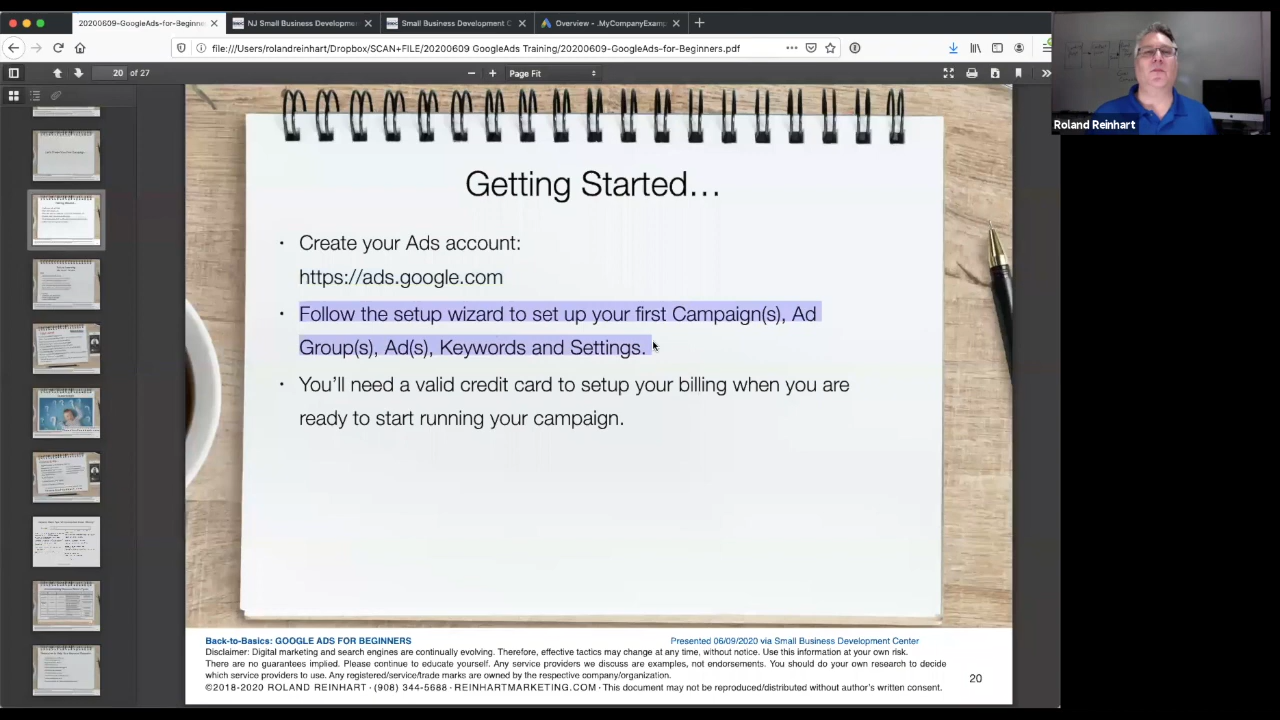 20200609-GoogleAds-for-Beginne
NJ Small Business Developme
Small Business Development C
Overview - .MyCompanyExamp
file:///Users/rolandreinhart/Dropbox/SCAN+FILE/20200609 GoogleAds Training/20200609-GoogleAds-for-Beginners.pdf
20 of 27
Page Fit
Roland Reinhart
Getting Started...
• Create your Ads account:
https://ads.google.com
• Follow the setup wizard to set up your first Campaign(s), Ad
Group(s), Ad(s), Keywords and Settings.
• You’ll need a valid credit card to setup your billing when you are
ready to start running your campaign.
Back-to-Basics: GOOGLE ADS FOR BEGINNERS
Presented 06/09/2020 via Small Business Development Center
Disclaimer: Digital marketing and search engines are continually evolving. Therefore, effective tactics may change at any time, without notice. Use this information at your own risk.
There are no guarantees implied. Please continue to educate yourself. Any service providers we discuss are examples, not endorsements. You should do your own research to decide
which service providers to use. Any registered/service/trade marks are owned by the respective company/organization.
©2018-2020 ROLAND REINHART · (908) 344-5688 · REINHARTMARKETING.COM · This document may not be reproduced/distributed without author’s written consent.
20